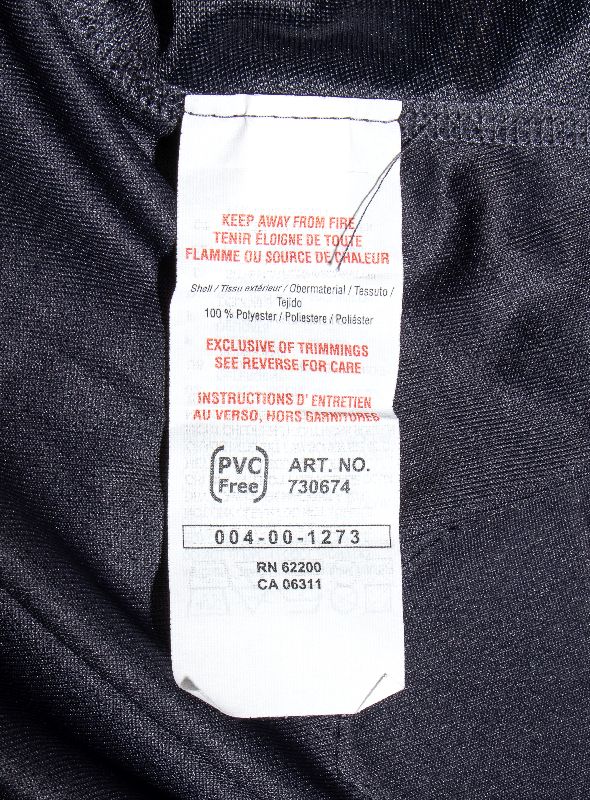 KEEP AWAY FROM FIRE
TENIR ÉLOIGNE DE TOUTE
FLAMME OU SOURCE DE CHALEUR
Shell / Tissu extérieur / Obermaterial / Tessuto /
Tejido
100 % Polyester / Poliestere / Poliéster
EXCLUSIVE OF TRIMMINGS
SEE REVERSE FOR CARE
INSTRUCTIONS D' ENTRETIEN
AU VERSO, HORS GARNITURES
PVC
Free
ART. NO.
730674
004-00-1273
RN 62200
CA 06311